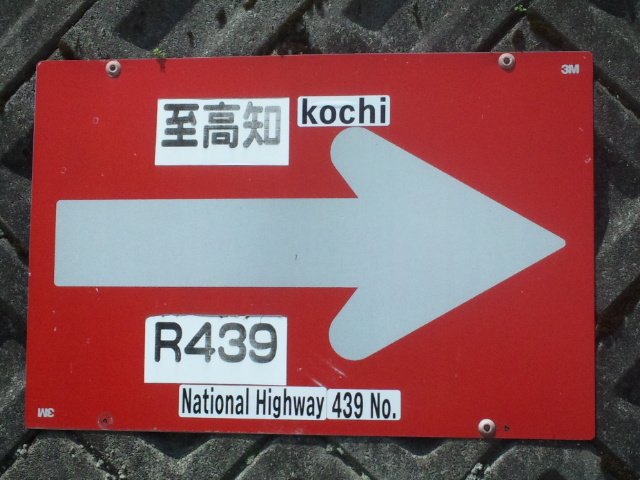 3M
至高知 kochi
R439
National Highway 439 No.
3M